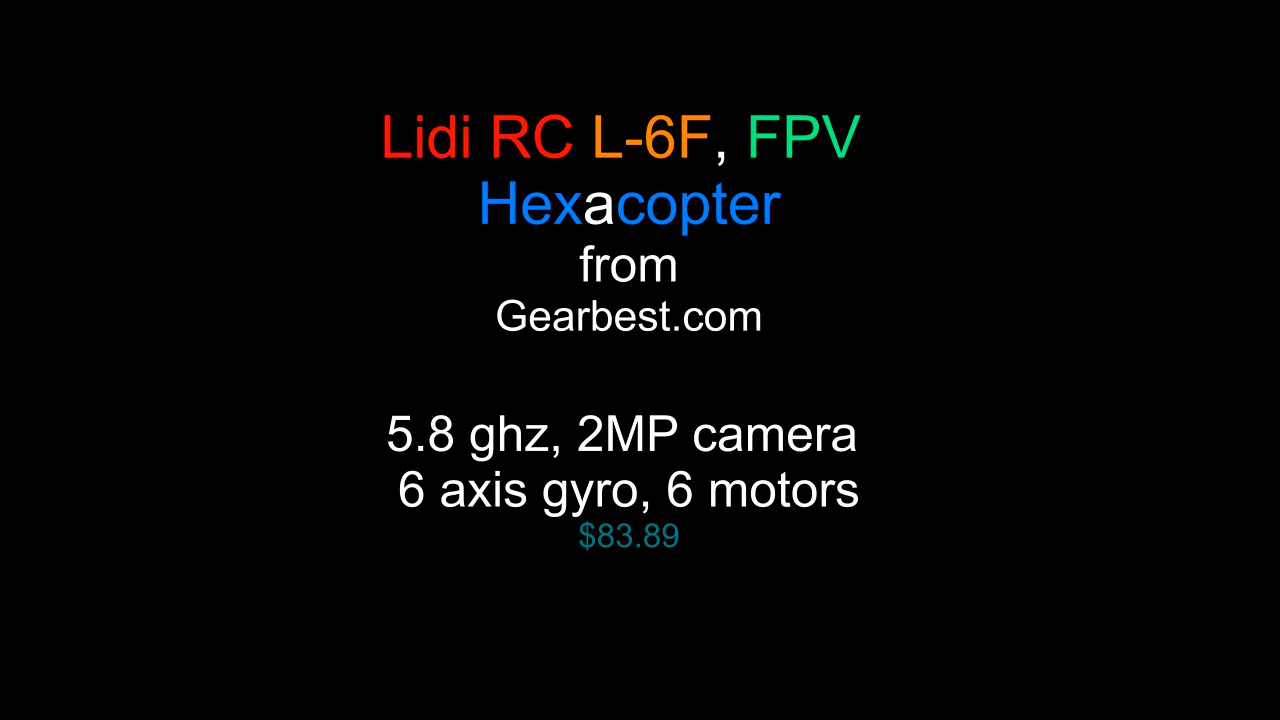 Lidi RC L-6F, FPV
Hexacopter
from
Gearbest.com
5.8 ghz, 2MP camera
6 axis gyro, 6 motors
$83.89